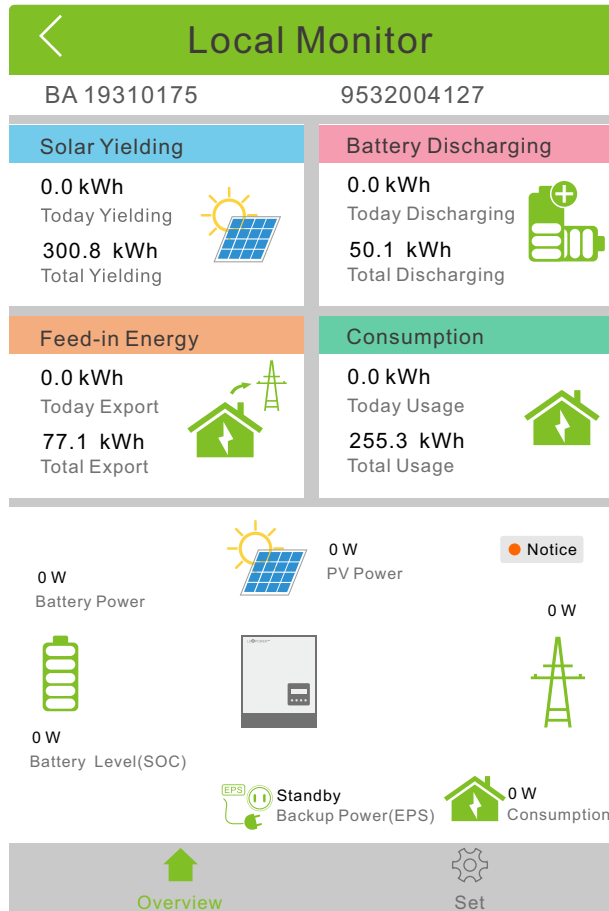 Local Monitor
BA 19310175 9532004127
Solar Yielding
0.0 kWh
Today Yielding
300.8 kWh
Total Yielding
Battery Discharging
0.0 kWh
Today Discharging
50.1 kWh
Total Discharging
Feed-in Energy
0.0 kWh
Today Export
77.1 kWh
Total Export
Consumption
0.0 kWh
Today Usage
255.3 kWh
Total Usage
0 W
PV Power
Notice
0 W
Battery Power
0 W
0 W
Battery Level(SOC)
EPS
Standby
Backup Power(EPS)
0 W
Consumption
Overview
Set